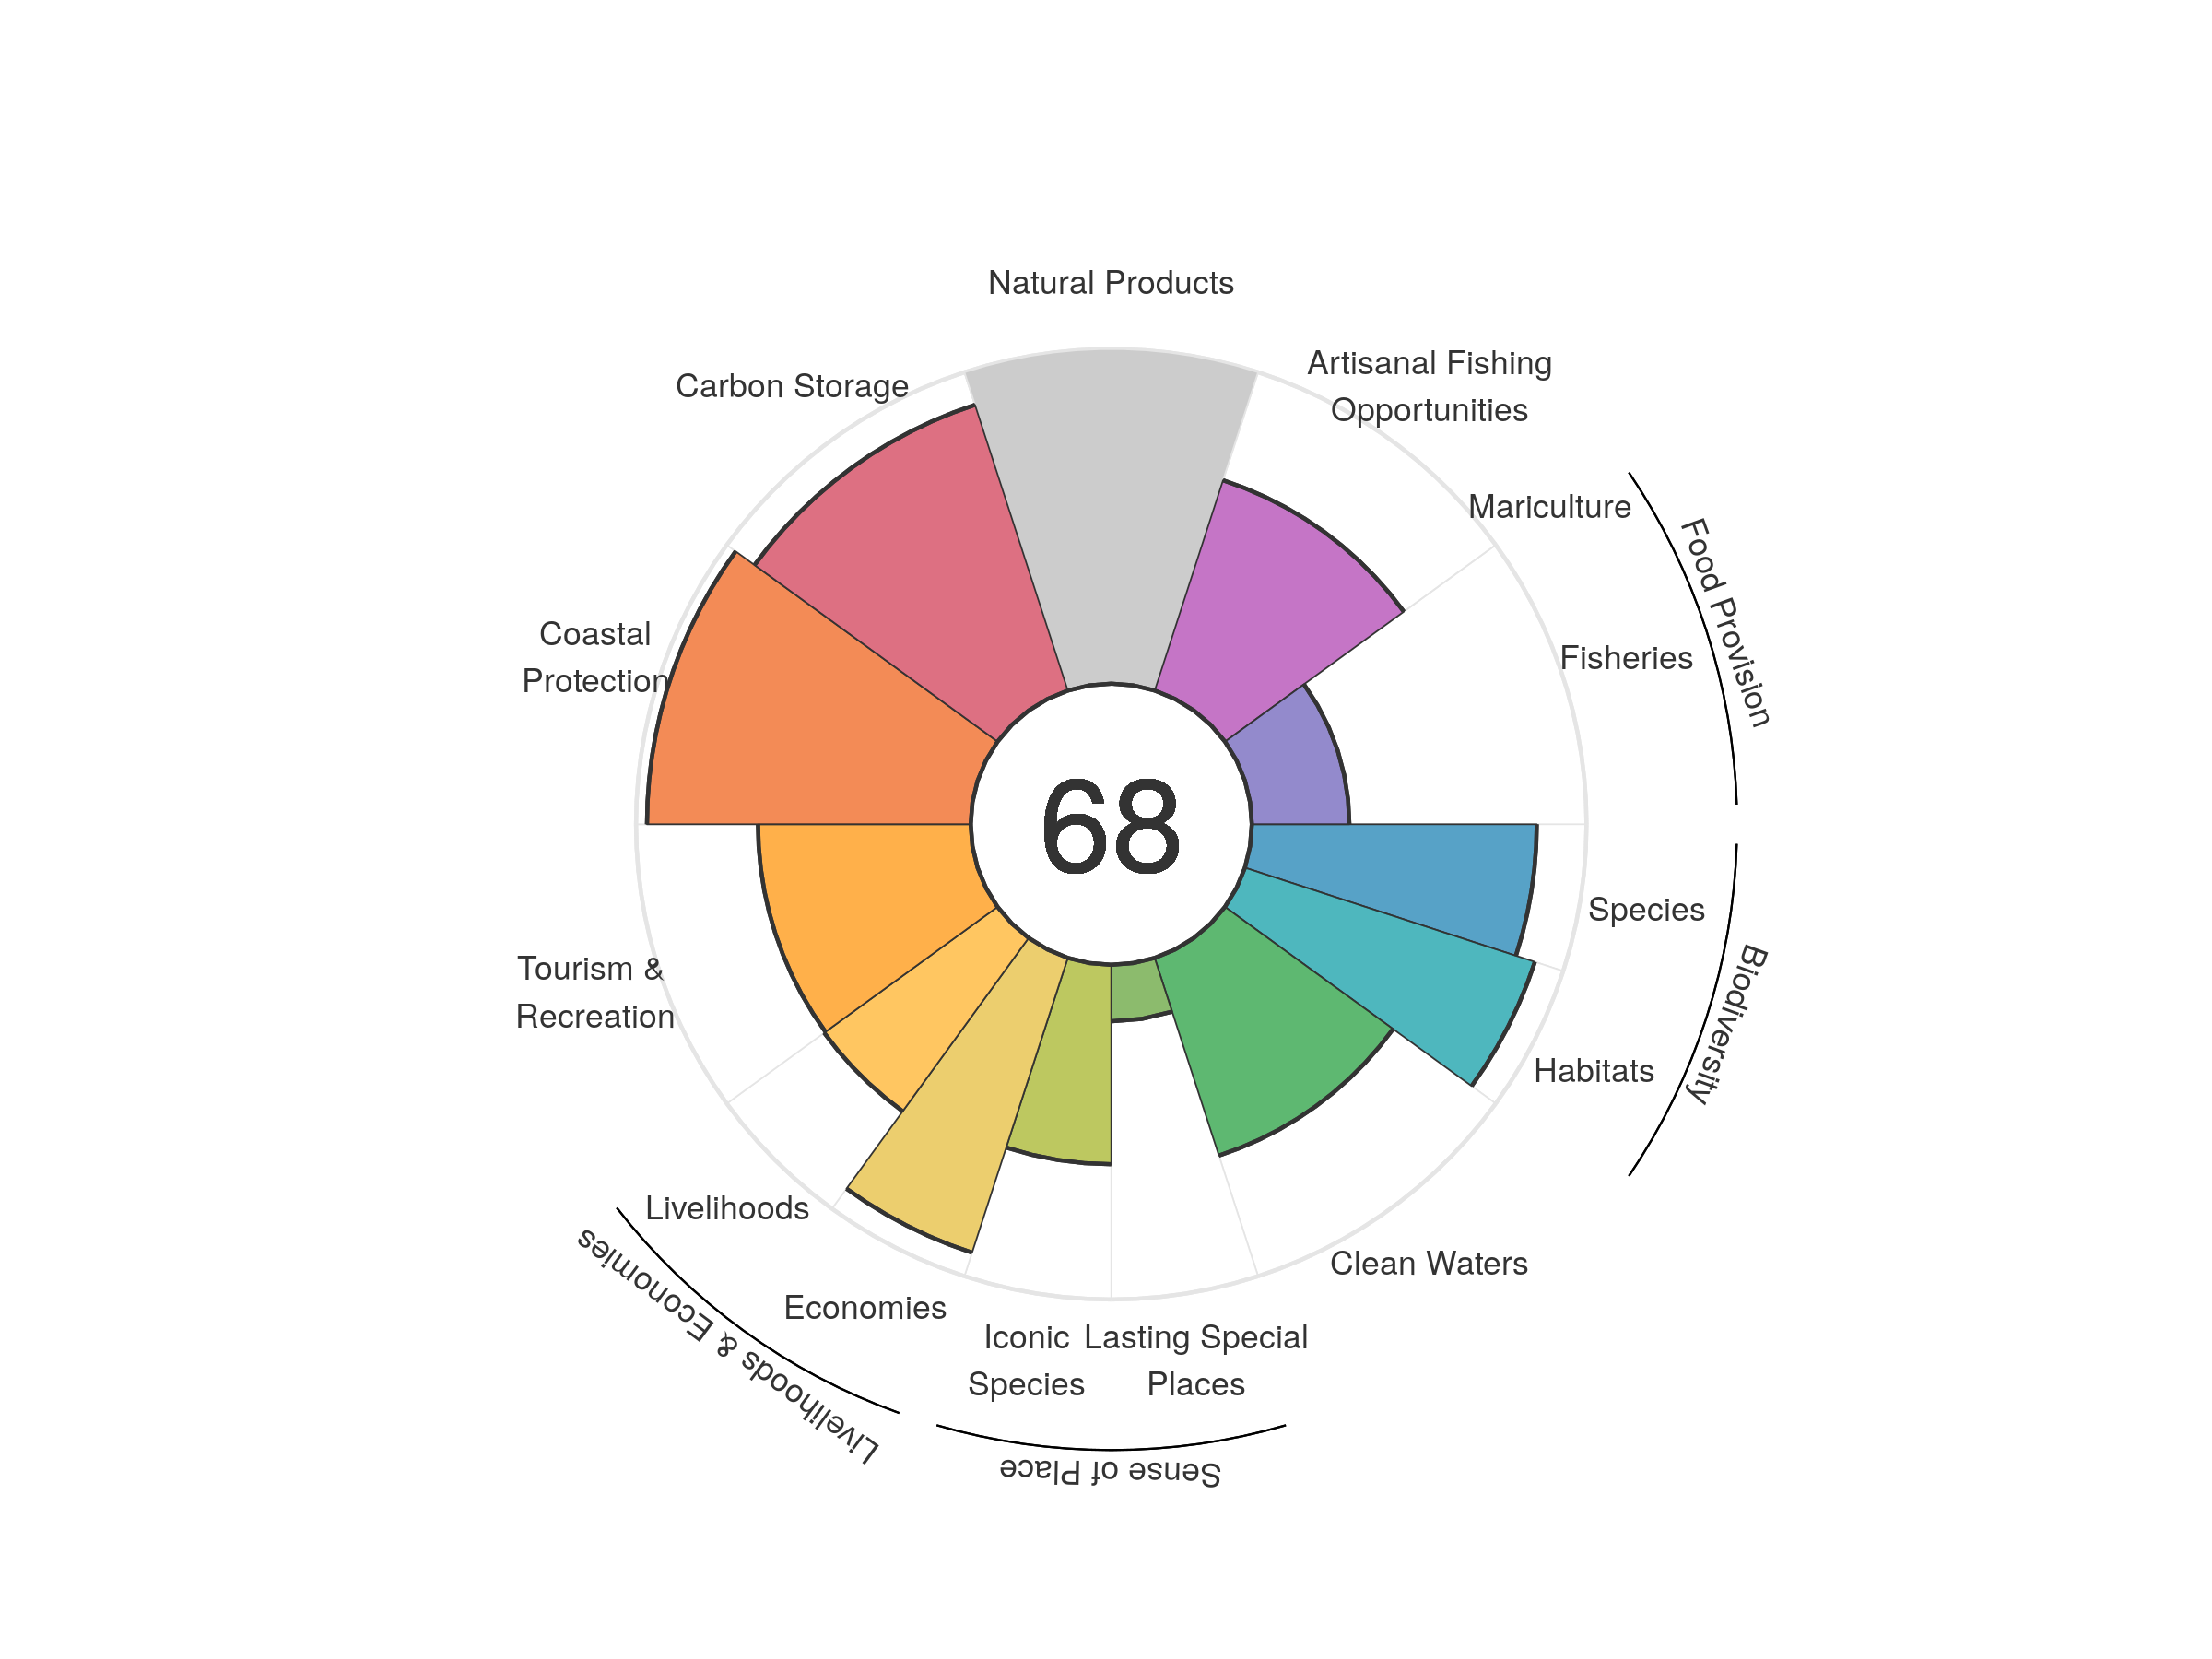 Natural Products
Artisanal Fishing
Opportunities
Carbon Storage
Mariculture
Food Provision
Fisheries
Coastal
Protection
68
Species
Biodiversity
Tourism &
Recreation
Habitats
Livelihoods
Clean Waters
Livelihoods & Economies
Economies
Iconic
Species
Lasting Special
Places
Sense of Place